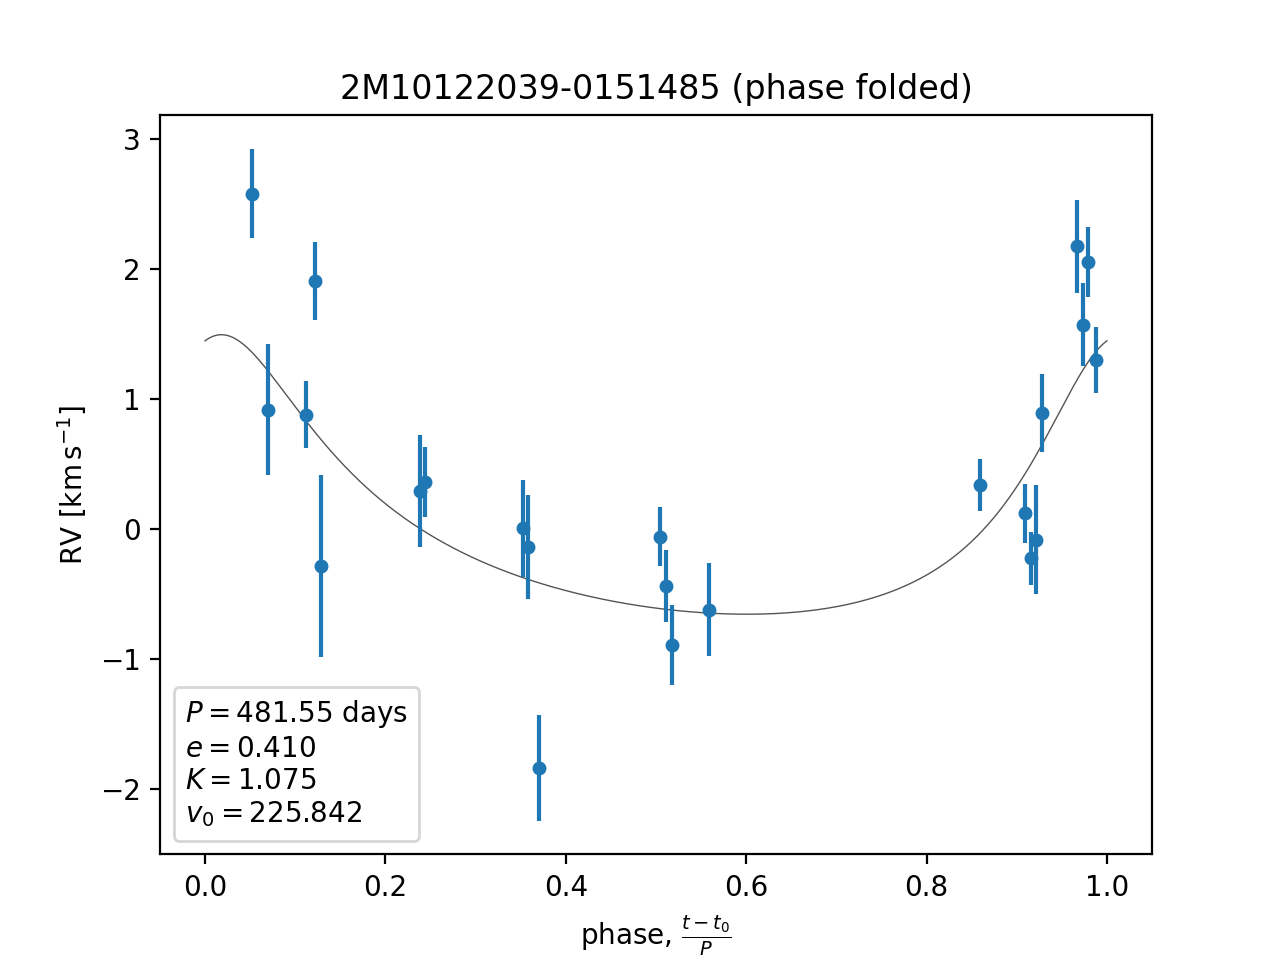 2M10122039-0151485 (phase folded)
3
2
1
0
−1
−2
RV [km s⁻¹]
P = 481.55 days
e = 0.410
K = 1.075
v₀ = 225.842
0.0 0.2 0.4 0.6 0.8 1.0
phase, (t − t₀)/P